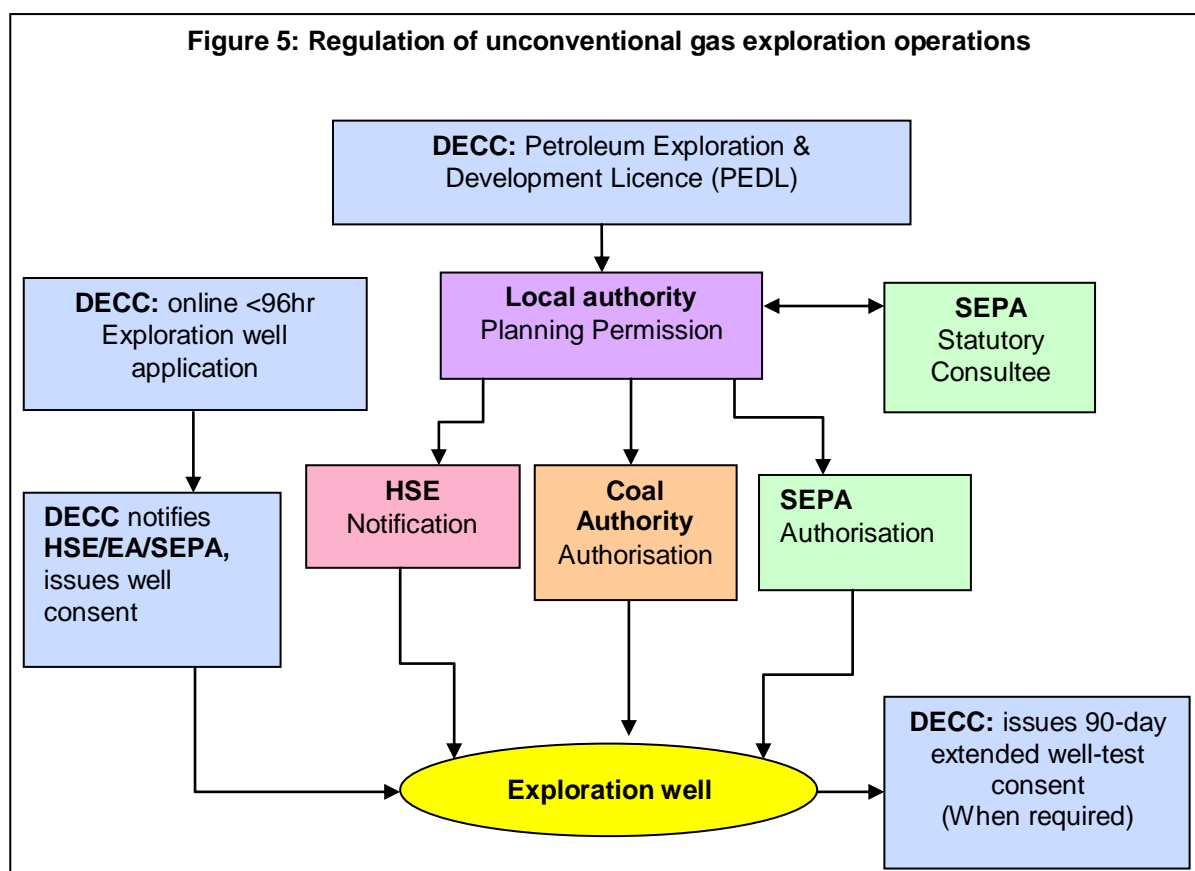 Figure 5: Regulation of unconventional gas exploration operations
DECC: Petroleum Exploration &
Development Licence (PEDL)
DECC: online <96hr
Exploration well
application
Local authority
Planning Permission
SEPA
Statutory
Consultee
DECC notifies
HSE/EA/SEPA,
issues well
consent
HSE
Notification
Coal
Authority
Authorisation
SEPA
Authorisation
Exploration well
DECC: issues 90-day
extended well-test
consent
(When required)